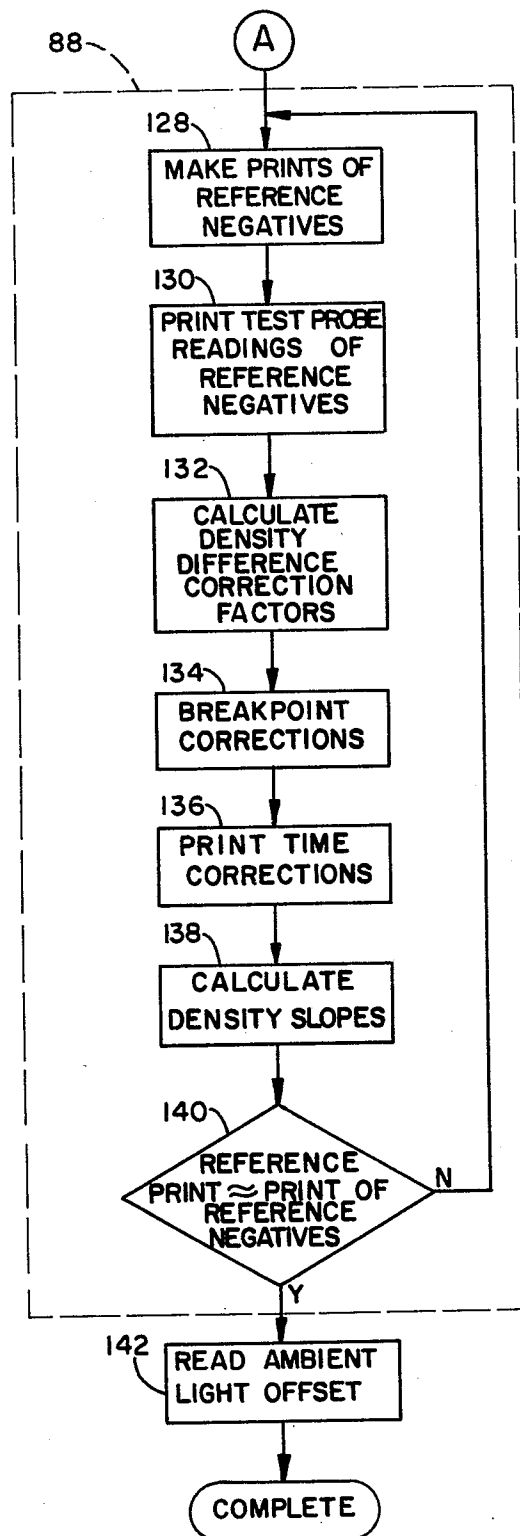 A
88
128
MAKE PRINTS OF
REFERENCE
NEGATIVES
130
PRINT TEST PROBE
READINGS OF
REFERENCE
NEGATIVES
132
CALCULATE
DENSITY
DIFFERENCE
CORRECTION
FACTORS
134
BREAKPOINT
CORRECTIONS
136
PRINT TIME
CORRECTIONS
138
CALCULATE
DENSITY SLOPES
140
REFERENCE
PRINT ≈ PRINT OF
REFERENCE
NEGATIVES
N
Y
142
READ AMBIENT
LIGHT OFFSET
COMPLETE